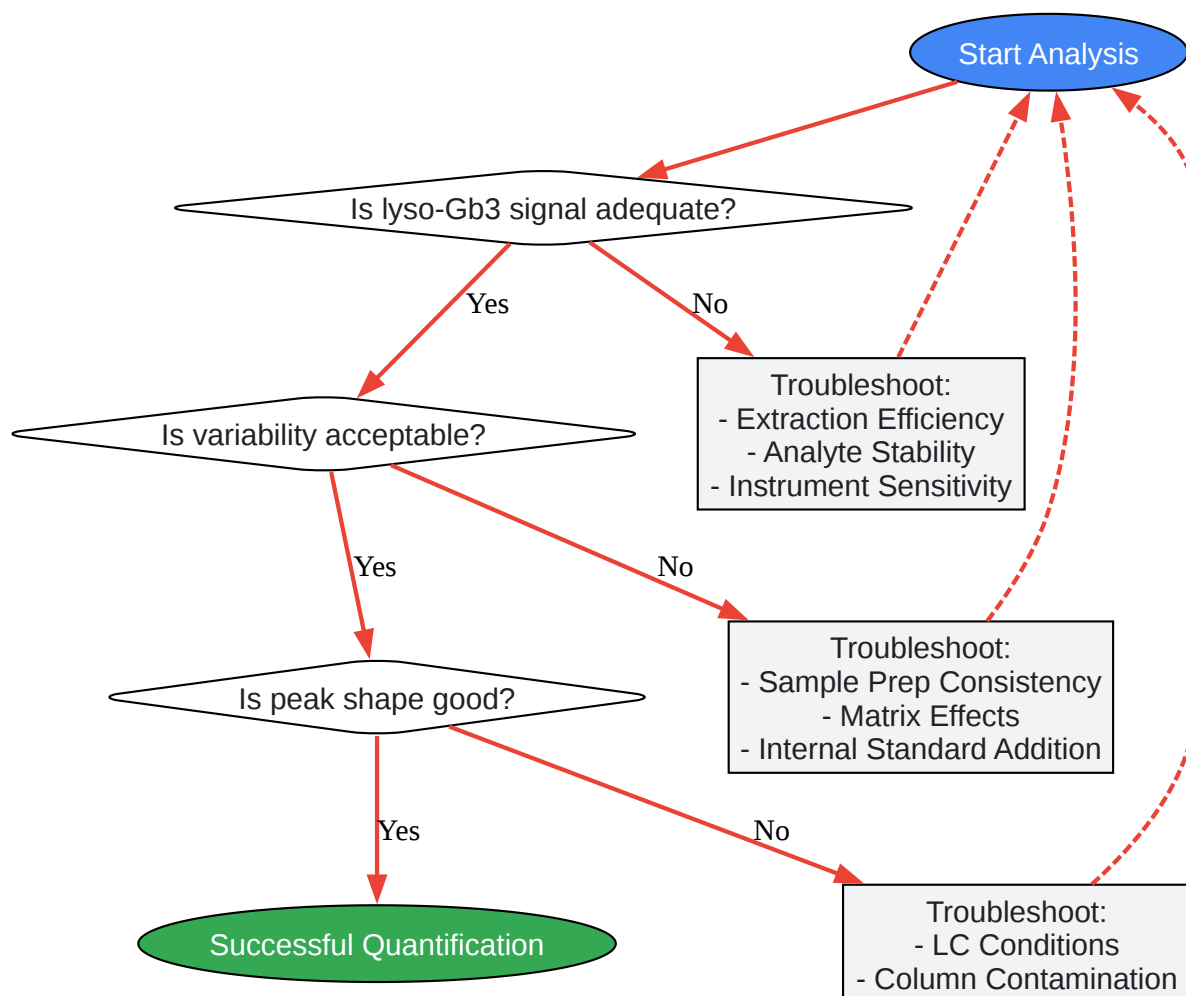 Start Analysis
Is lyso-Gb3 signal adequate?
Yes
No
Troubleshoot:
- Extraction Efficiency
- Analyte Stability
- Instrument Sensitivity
Is variability acceptable?
Yes
No
Troubleshoot:
- Sample Prep Consistency
- Matrix Effects
- Internal Standard Addition
Is peak shape good?
Yes
No
Successful Quantification
Troubleshoot:
- LC Conditions
- Column Contamination